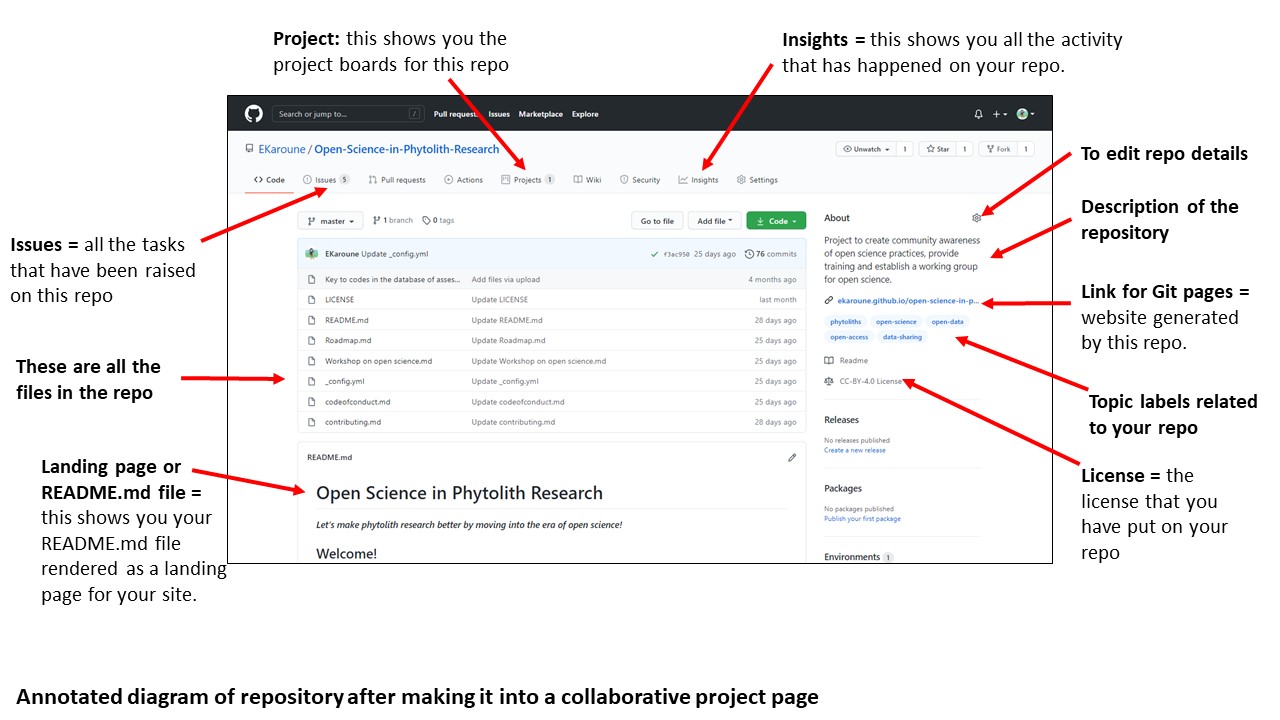 Project: this shows you the
project boards for this repo
Insights = this shows you all the activity
that has happened on your repo.
Search or jump to... /
Pull requests Issues Marketplace Explore
EKaroune / Open-Science-in-Phytolith-Research
Unwatch 1 Star 1 Fork 1
Code Issues 5 Pull requests Actions Projects 1 Wiki Security Insights Settings
master 1 branch 0 tags Go to file Add file Code
EKaroune Update _config.yml f3ac950 25 days ago 76 commits
Key to codes in the database of asses... Add files via upload 4 months ago
LICENSE Update LICENSE last month
README.md Update README.md 28 days ago
Roadmap.md Update Roadmap.md 25 days ago
Workshop on open science.md Update Workshop on open science.md 25 days ago
_config.yml Update _config.yml 25 days ago
codeofconduct.md Update codeofconduct.md 25 days ago
contributing.md Update contributing.md 28 days ago
README.md
Open Science in Phytolith Research
Let's make phytolith research better by moving into the era of open science!
Welcome!
About
Project to create community awareness
of open science practices, provide
training and establish a working group
for open science.
ekaroune.github.io/open-science-in-p...
phytoliths open-science open-data
open-access data-sharing
Readme
CC-BY-4.0 License
Releases
No releases published
Create a new release
Packages
No packages published
Publish your first package
Environments 1
Issues = all the tasks
that have been raised
on this repo
These are all the
files in the repo
Landing page or
README.md file =
this shows you your
README.md file
rendered as a landing
page for your site.
To edit repo details
Description of the
repository
Link for Git pages =
website generated
by this repo.
Topic labels related
to your repo
License = the
license that you
have put on your
repo
Annotated diagram of repository after making it into a collaborative project page